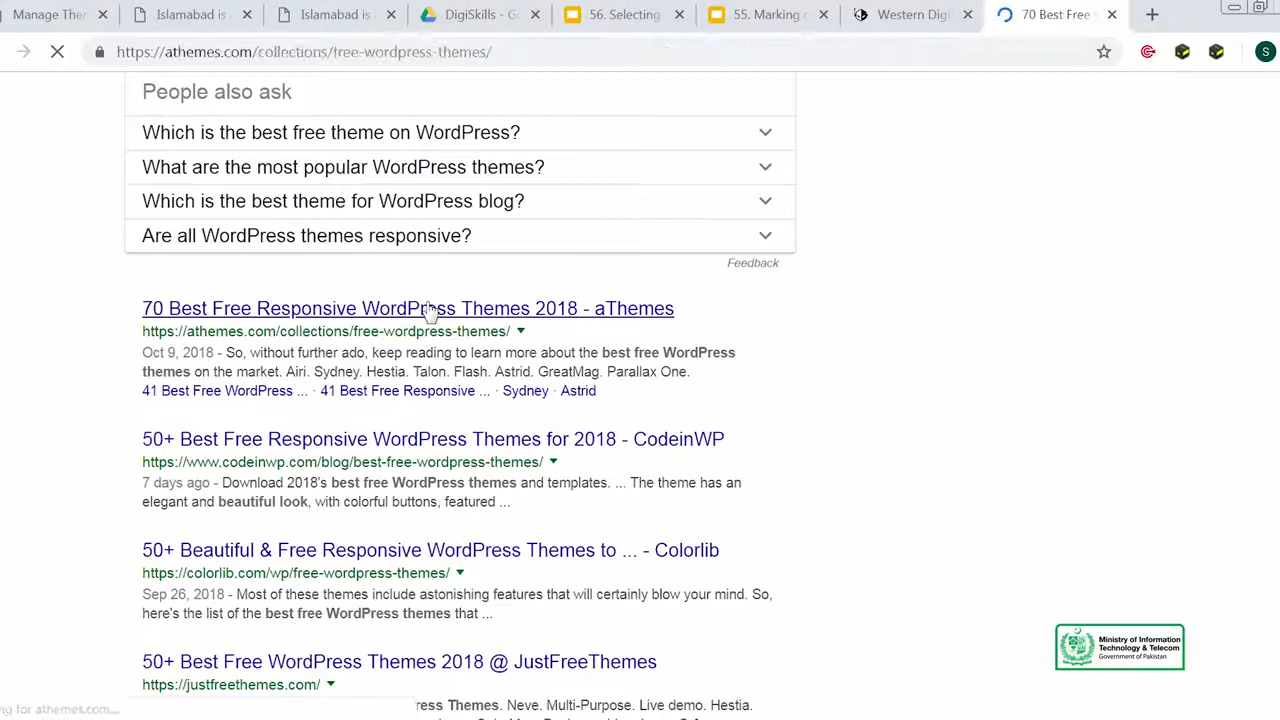 Manage The
Islamabad is
Islamabad is
DigiSkills - G
56. Selecting
55. Marking
Western Digi
70 Best Free
https://athemes.com/collections/free-wordpress-themes/
S
People also ask
Which is the best free theme on WordPress?
What are the most popular WordPress themes?
Which is the best theme for WordPress blog?
Are all WordPress themes responsive?
Feedback
70 Best Free Responsive WordPress Themes 2018 - aThemes
https://athemes.com/collections/free-wordpress-themes/
Oct 9, 2018 - So, without further ado, keep reading to learn more about the best free WordPress
themes on the market. Airi. Sydney. Hestia. Talon. Flash. Astrid. GreatMag. Parallax One.
41 Best Free WordPress ... · 41 Best Free Responsive ... · Sydney · Astrid
50+ Best Free Responsive WordPress Themes for 2018 - CodeinWP
https://www.codeinwp.com/blog/best-free-wordpress-themes/
7 days ago - Download 2018's best free WordPress themes and templates. ... The theme has an
elegant and beautiful look, with colorful buttons, featured ...
50+ Beautiful & Free Responsive WordPress Themes to ... - Colorlib
https://colorlib.com/wp/free-wordpress-themes/
Sep 26, 2018 - Most of these themes include astonishing features that will certainly blow your mind. So,
here's the list of the best free WordPress themes that ...
50+ Best Free WordPress Themes 2018 @ JustFreeThemes
https://justfreethemes.com/
ress Themes. Neve. Multi-Purpose. Live demo. Hestia.
ng for athemes.com...
Ministry of Information
Technology & Telecom
Government of Pakistan